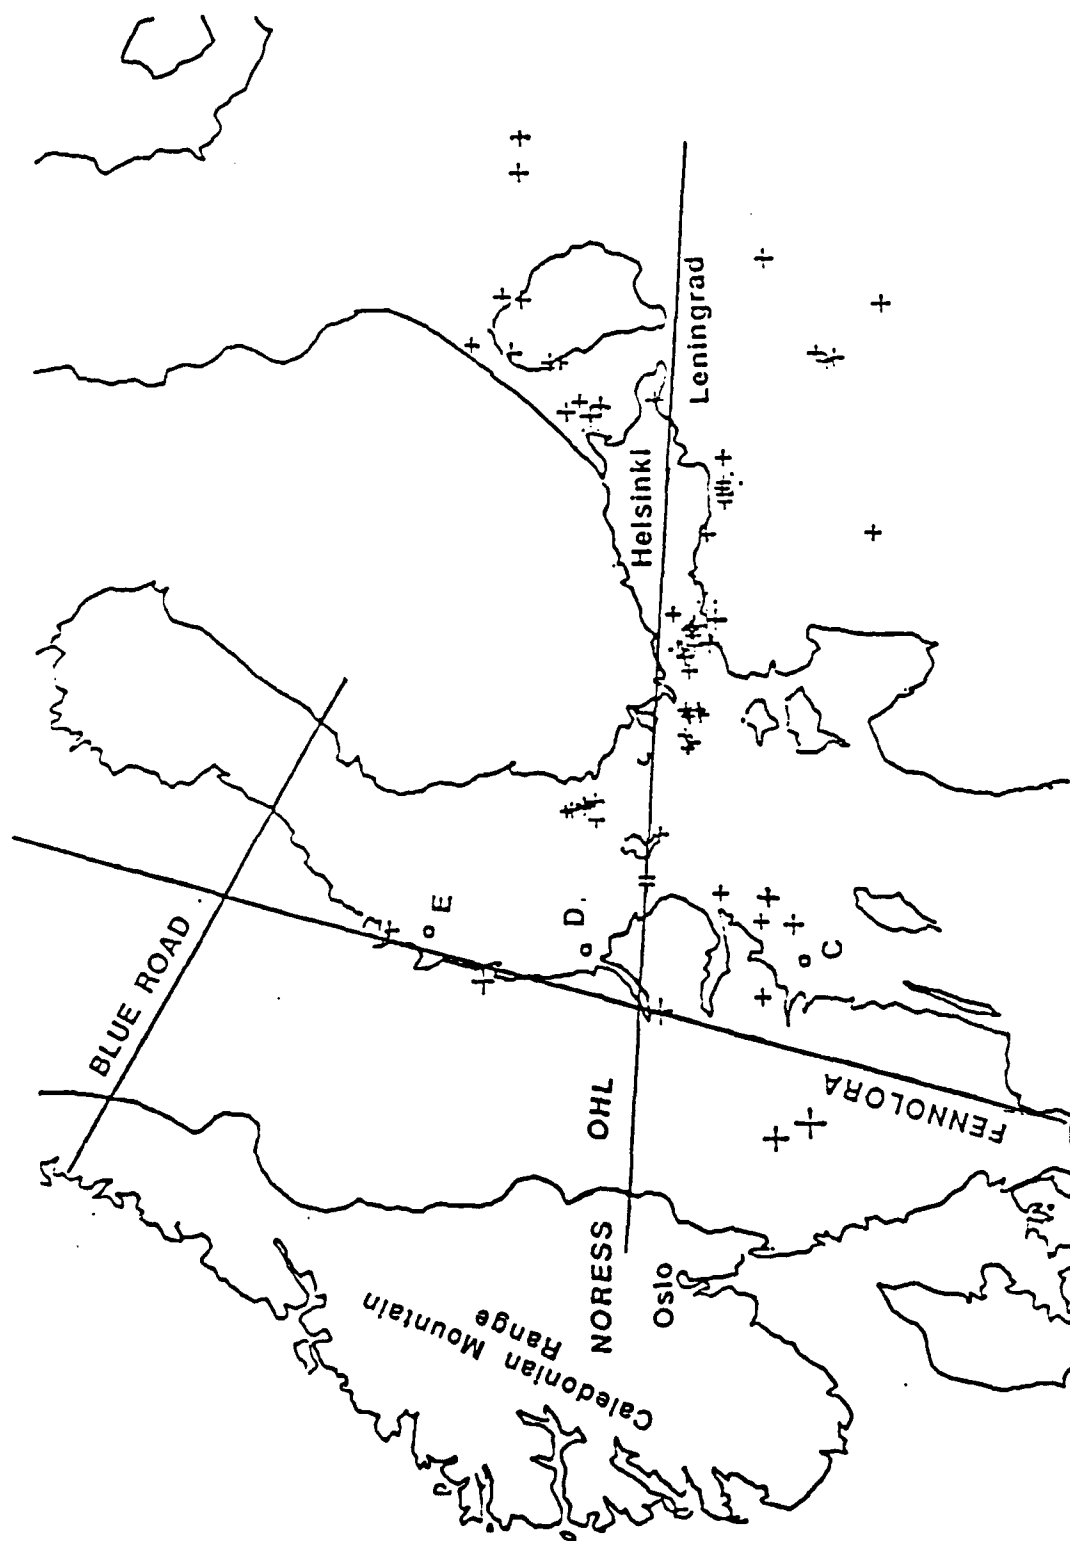 BLUE ROAD
E
D.
C
Leningrad
Helsinki
NORESS OHL
Oslo
FENNOLORA
Caledonian Mountain
Range